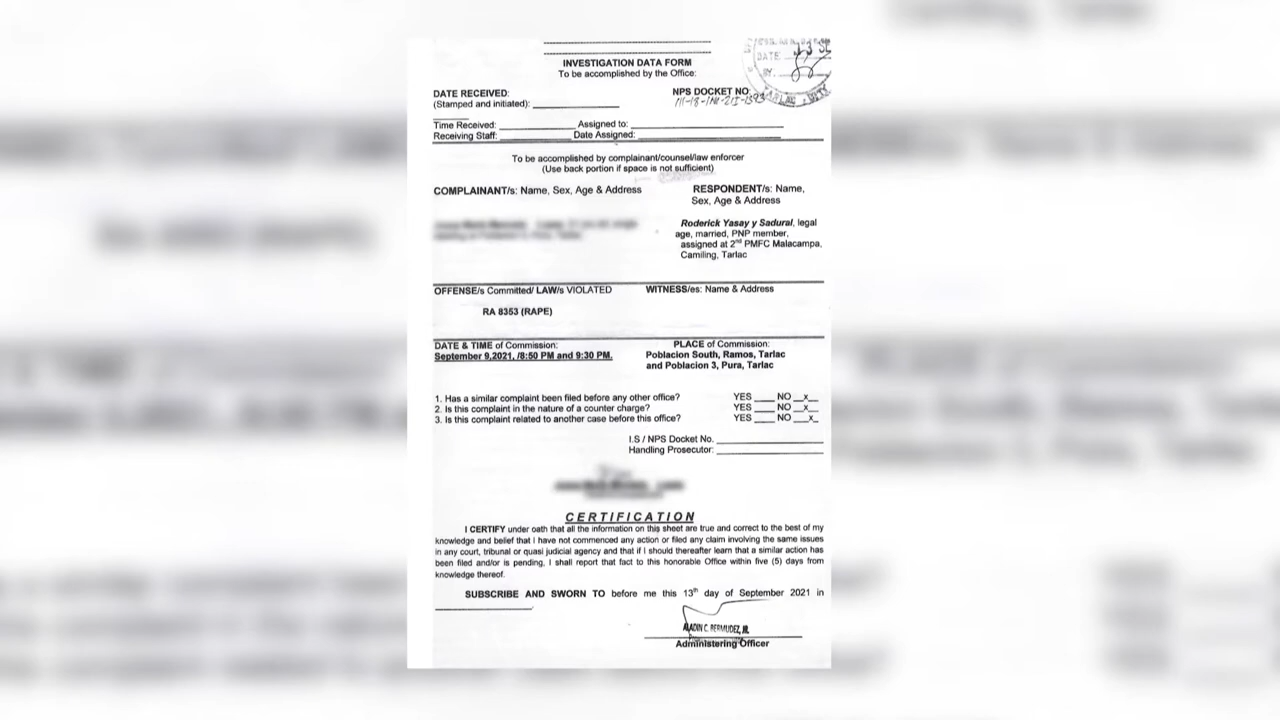 INVESTIGATION DATA FORM
To be accomplished by the Office:
DATE
BY.
DATE RECEIVED:
(Stamped and initiated):
NPS DOCKET NO:
Time Received: Assigned to:
Receiving Staff: Date Assigned:
To be accomplished by complainant/counsel/law enforcer
(Use back portion if space is not sufficient)
COMPLAINANT/s: Name, Sex, Age & Address
RESPONDENT/s: Name,
Sex, Age & Address
Roderick Yasay y Sadural, legal
age, married, PNP member,
assigned at 2nd PMFC Malacampa,
Camiling, Tarlac
OFFENSE/s Committed/ LAW/s VIOLATED
WITNESS/es: Name & Address
RA 8353 (RAPE)
DATE & TIME of Commission:
September 9,2021, /8:50 PM and 9:30 PM.
PLACE of Commission:
Poblacion South, Ramos, Tarlac
and Poblacion 3, Pura, Tarlac
1. Has a similar complaint been filed before any other office? YES ____ NO _x_
2. Is this complaint in the nature of a counter charge? YES ____ NO _x_
3. Is this complaint related to another case before this office? YES ____ NO _x_
I.S / NPS Docket No.
Handling Prosecutor:
CERTIFICATION
I CERTIFY under oath that all the information on this sheet are true and correct to the best of my
knowledge and belief that I have not commenced any action or filed any claim involving the same issues
in any court, tribunal or quasi judicial agency and that if I should thereafter learn that a similar action has
been filed and/or is pending, I shall report that fact to this honorable Office within five (5) days from
knowledge thereof.
SUBSCRIBE AND SWORN TO before me this 13th day of September 2021 in
ALADIN C. BERMUDEZ, JR.
Administering Officer